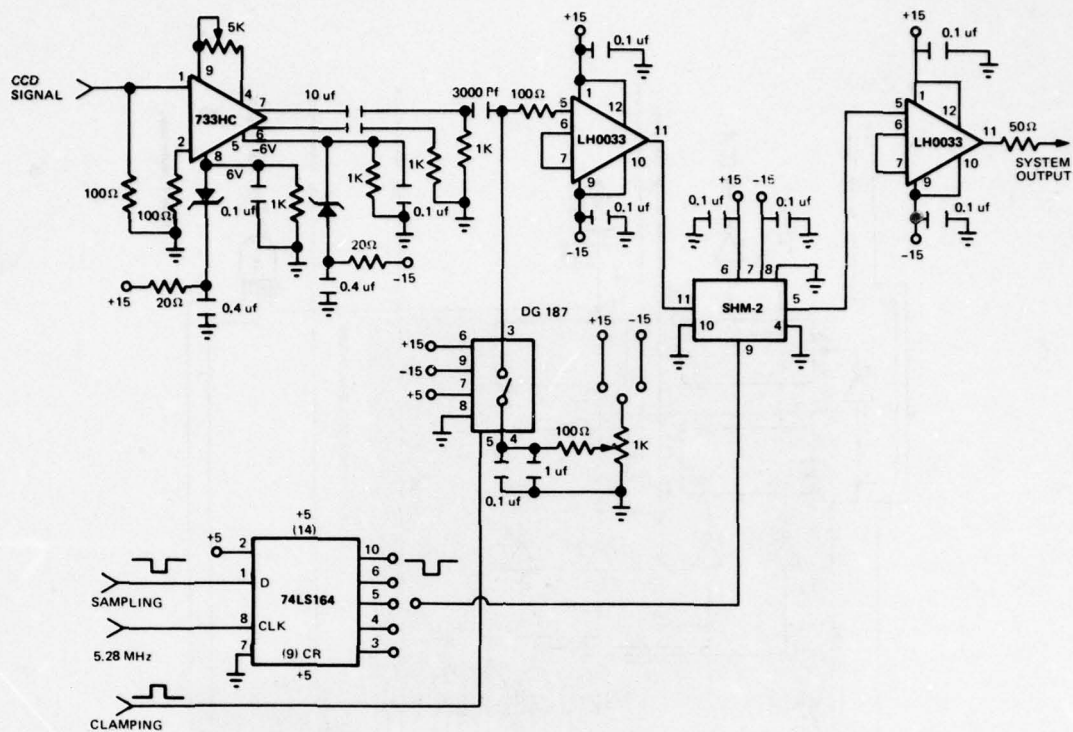 CCD
SIGNAL
1
9
5K
4
7
733HC
2
5
6
8
-6V
6V
100Ω
100Ω
0.1 uf
1K
+15
20Ω
0.4 uf
10 uf
1K
0.1 uf
1K
1K
20Ω
-15
0.4 uf
3000 Pf
100Ω
+15
0.1 uf
1
5
12
6
LH0033
11
7
10
9
0.1 uf
-15
DG 187
3
+15
6
-15
9
+5
7
8
5
4
0.1 uf
1 uf
100Ω
1K
+15
-15
+15
-15
0.1 uf
0.1 uf
6
7
8
11
SHM-2
5
10
4
9
+15
0.1 uf
1
5
12
6
LH0033
11
50Ω
7
10
9
SYSTEM
OUTPUT
0.1 uf
-15
+5
(14)
+5
2
10
1
D
6
SAMPLING
74LS164
5
8
CLK
4
5.28 MHz
7
(9) CR
3
+5
CLAMPING